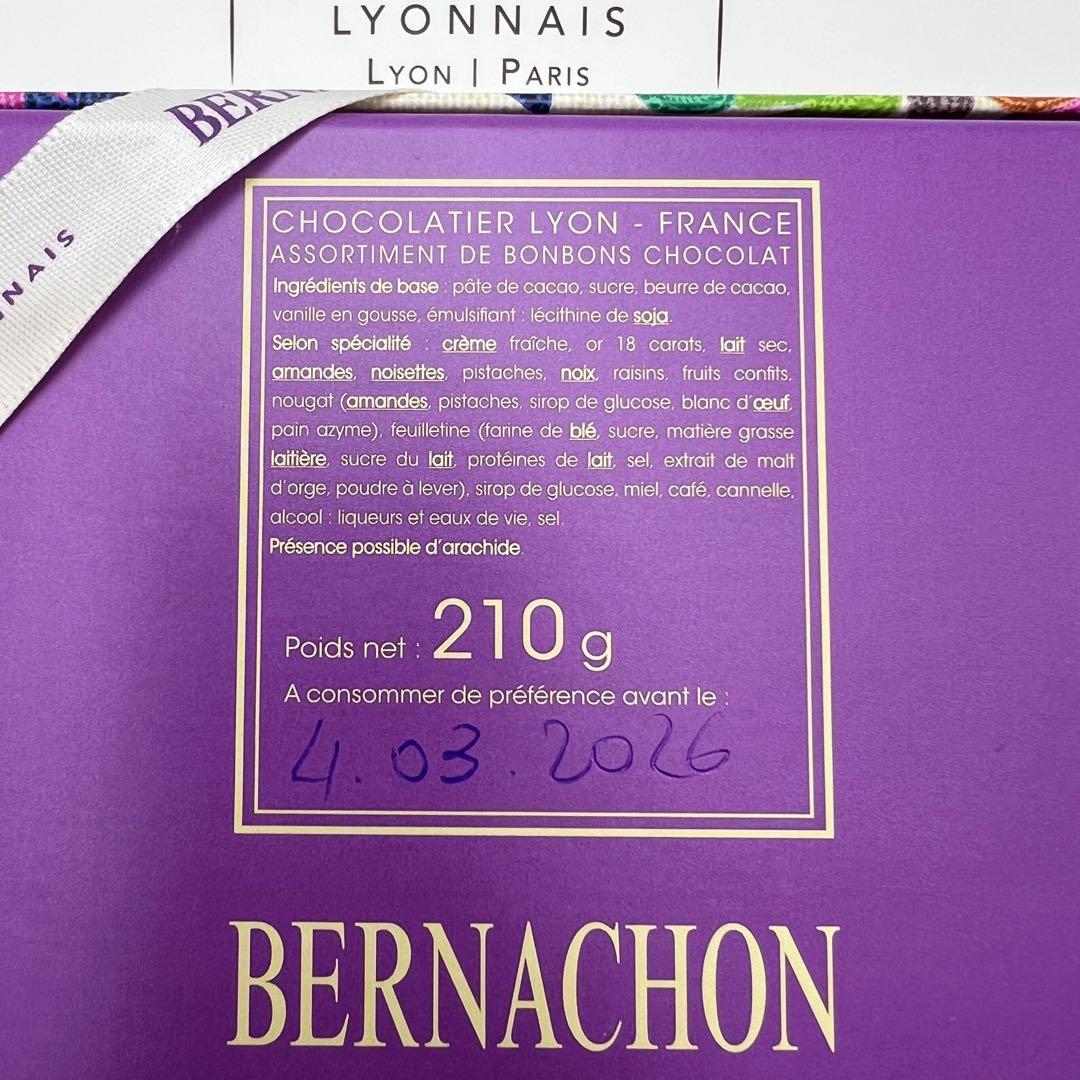 LYONNAIS
LYON | PARIS
NNAIS
CHOCOLATIER LYON - FRANCE
ASSORTIMENT DE BONBONS CHOCOLAT
Ingrédients de base : pâte de cacao, sucre, beurre de cacao,
vanille en gousse, émulsifiant : lécithine de soja.
Selon spécialité : crème fraîche, or 18 carats, lait sec,
amandes, noisettes, pistaches, noix, raisins, fruits confits,
nougat (amandes, pistaches, sirop de glucose, blanc d'œuf,
pain azyme), feuilletine (farine de blé, sucre, matière grasse
laitière, sucre du lait, protéines de lait, sel, extrait de malt
d'orge, poudre à lever), sirop de glucose, miel, café, cannelle,
alcool : liqueurs et eaux de vie, sel.
Présence possible d'arachide.
Poids net : 210 g
A consommer de préférence avant le :
4.03.2026
BERNACHON